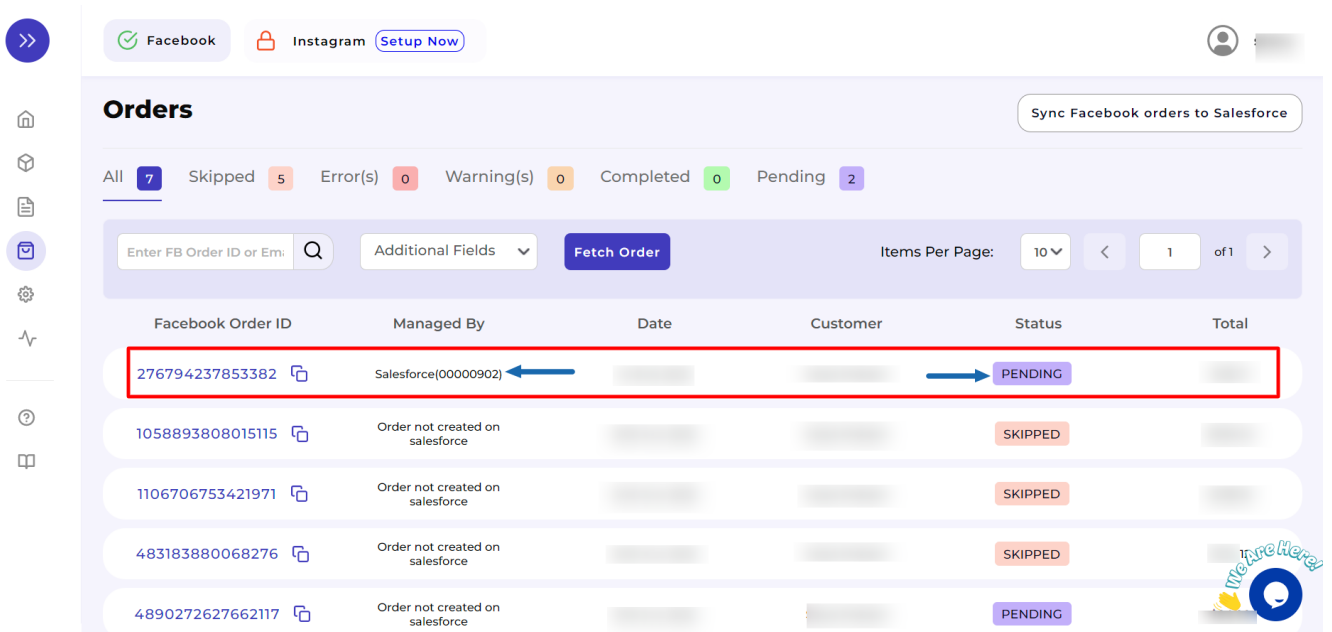 Facebook
Instagram Setup Now
Orders
Sync Facebook orders to Salesforce
All 7 Skipped 5 Error(s) 0 Warning(s) 0 Completed 0 Pending 2
Enter FB Order ID or Em Additional Fields Fetch Order Items Per Page: 10 1 of 1
Facebook Order ID Managed By Date Customer Status Total
276794237853382 Salesforce(00000902) PENDING
1058893808015115 Order not created on
salesforce SKIPPED
1106706753421971 Order not created on
salesforce SKIPPED
483183880068276 Order not created on
salesforce SKIPPED
4890272627662117 Order not created on
salesforce PENDING
We Are Here!